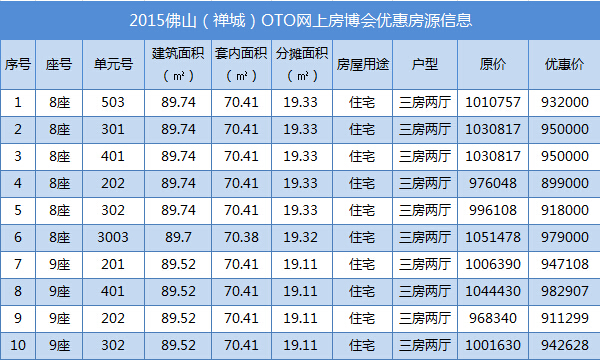 2015佛山（禅城）OTO网上房博会优惠房源信息
序号 座号 单元号 建筑面积（㎡） 套内面积（㎡） 分摊面积（㎡） 房屋用途 户型 原价 优惠价
1 8座 503 89.74 70.41 19.33 住宅 三房两厅 1010757 932000
2 8座 301 89.74 70.41 19.33 住宅 三房两厅 1030817 950000
3 8座 401 89.74 70.41 19.33 住宅 三房两厅 1030817 950000
4 8座 202 89.74 70.41 19.33 住宅 三房两厅 976048 899000
5 8座 302 89.74 70.41 19.33 住宅 三房两厅 996108 918000
6 8座 3003 89.7 70.38 19.32 住宅 三房两厅 1051478 979000
7 9座 201 89.52 70.41 19.11 住宅 三房两厅 1006390 947108
8 9座 401 89.52 70.41 19.11 住宅 三房两厅 1044430 982907
9 9座 202 89.52 70.41 19.11 住宅 三房两厅 968340 911299
10 9座 302 89.52 70.41 19.11 住宅 三房两厅 1001630 942628